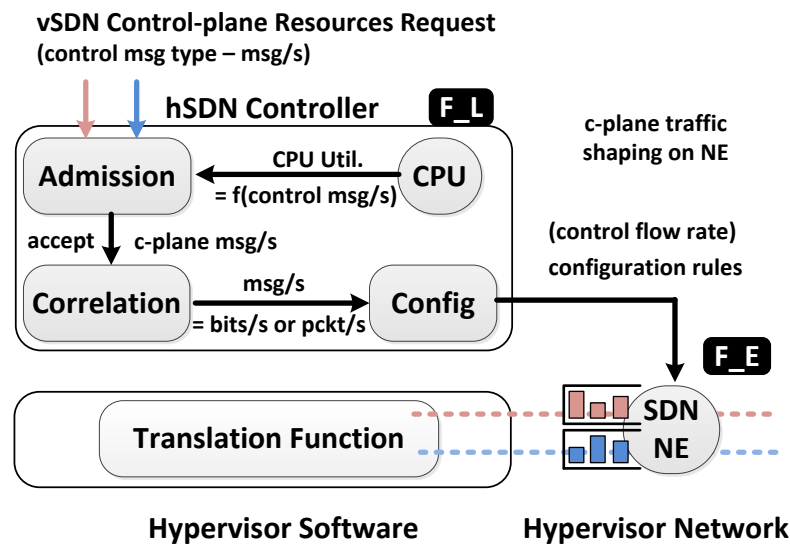 vSDN Control-plane Resources Request
(control msg type – msg/s)
hSDN Controller
F_L
c-plane traffic
shaping on NE
Admission
CPU Util.
= f(control msg/s)
CPU
accept
c-plane msg/s
(control flow rate)
configuration rules
Correlation
msg/s
= bits/s or pckt/s
Config
F_E
Translation Function
SDN
NE
Hypervisor Software
Hypervisor Network